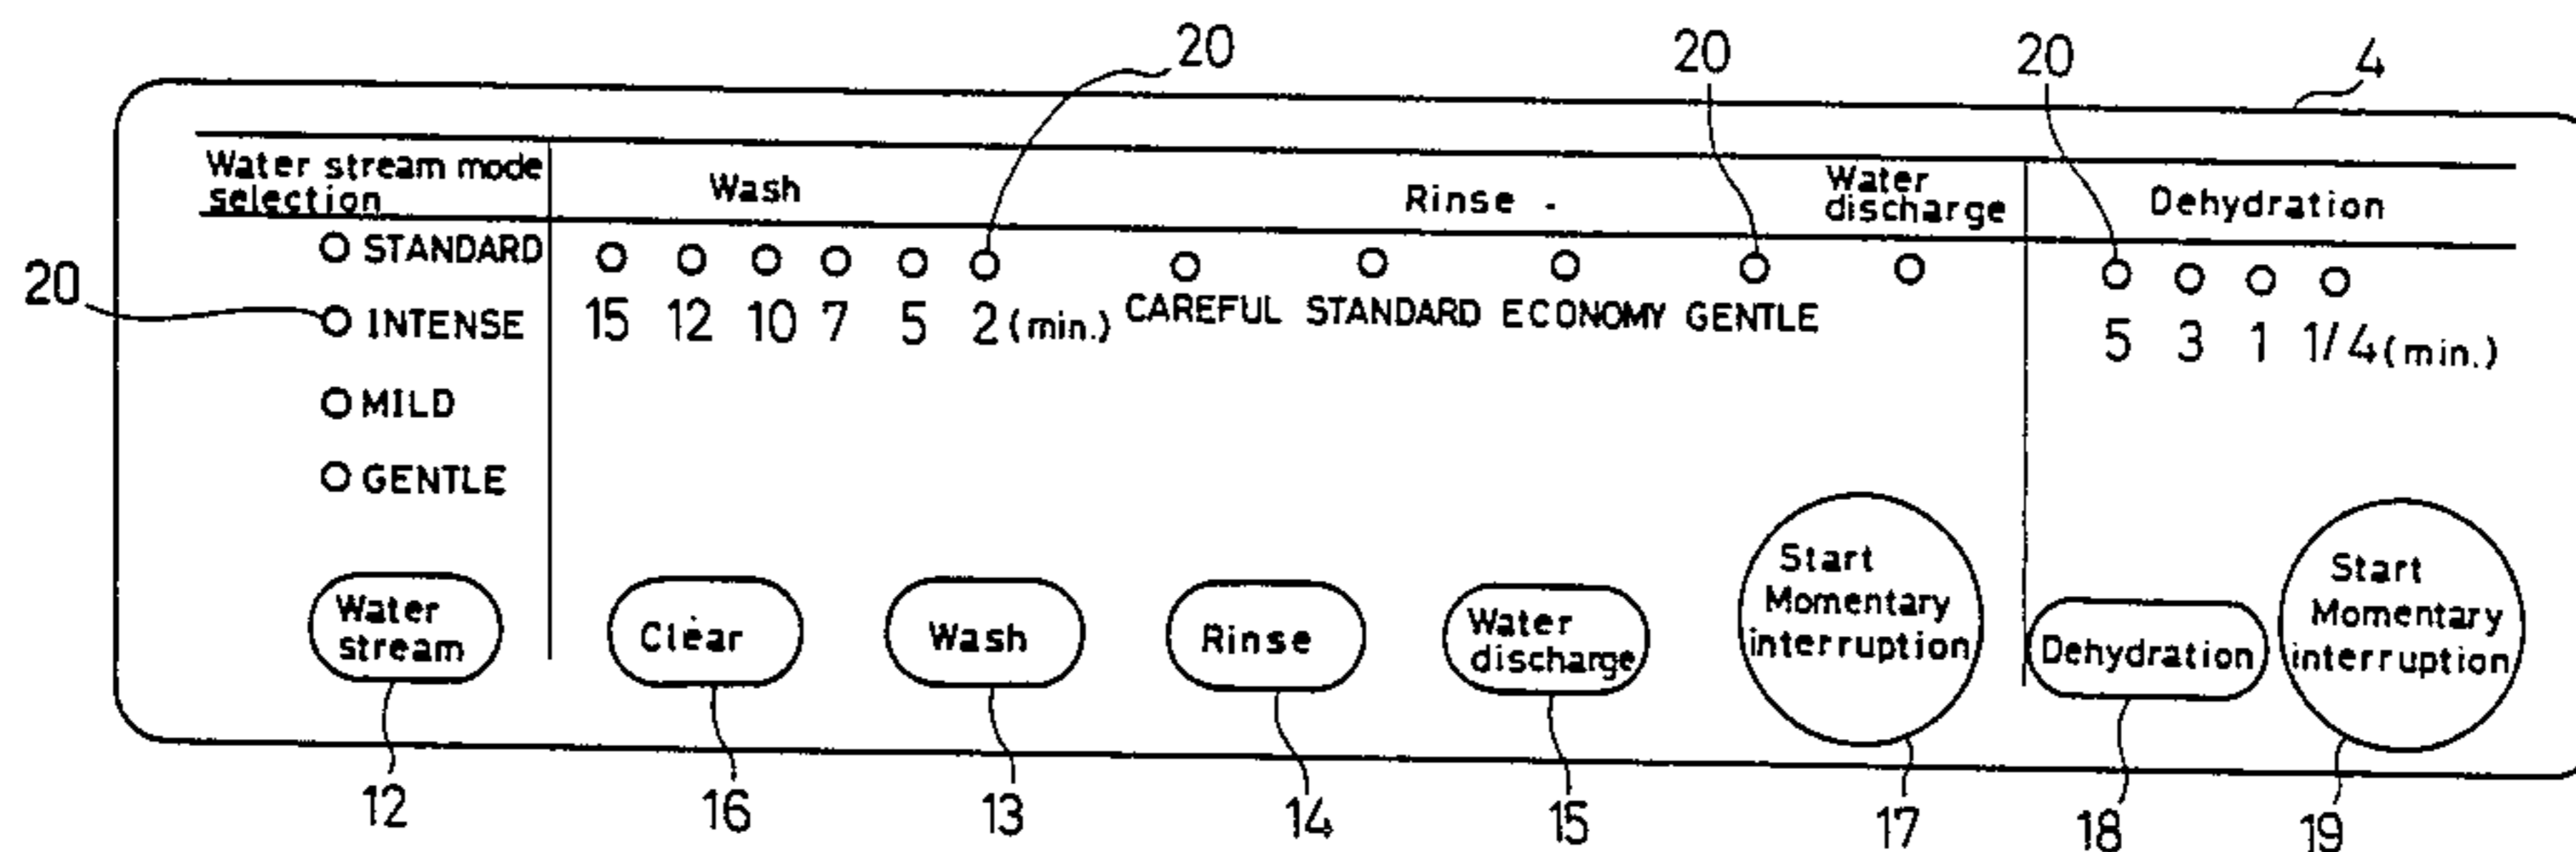 20 20 20 4
Water stream mode selection Wash Rinse Water discharge Dehydration
STANDARD
20 INTENSE 15 12 10 7 5 2 (min.) CAREFUL STANDARD ECONOMY GENTLE 5 3 1 1/4 (min.)
MILD
GENTLE
Water
stream
Clear
Wash
Rinse
Water
discharge
Start
Momentary
interruption
Dehydration
Start
Momentary
interruption
12 16 13 14 15 17 18 19